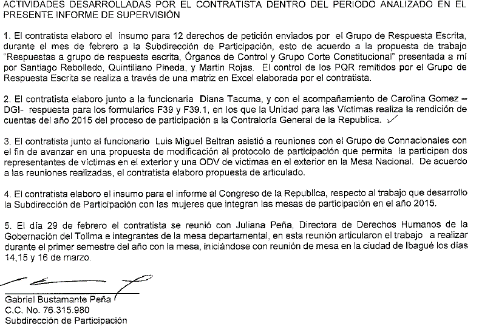 ACTIVIDADES DESARROLLADAS POR EL CONTRATISTA DENTRO DEL PERIODO ANALIZADO EN EL
PRESENTE INFORME DE SUPERVISIÓN
1. El contratista elaboro el insumo para 12 derechos de petición enviados por el Grupo de Respuesta Escrita,
durante el mes de febrero a la Subdirección de Participación, esto de acuerdo a la propuesta de trabajo
"Respuestas a grupo de respuesta escrita, Órganos de Control y Grupo Corte Constitucional" presentada a mi
por Santiago Rebolledo, Quintiliano Pineda, y Martin Rojas. El control de los PQR remitidos por el Grupo de
Respuesta Escrita se realiza a través de una matriz en Excel elaborada por el contratista.
2. El contratista elaboro junto a la funcionaria Diana Tacuma, y con el acompañamiento de Carolina Gomez –
DGI- respuesta para los formularios F39 y F39.1, en los que la Unidad para las Víctimas realiza la rendición de
cuentas del año 2015 del proceso de participación a la Contraloría General de la Republica.
3. El contratista junto al funcionario Luis Miguel Beltran asistió a reuniones con el Grupo de Connacionales con
el fin de avanzar en una propuesta de modificación al protocolo de participación que permita la participen dos
representantes de víctimas en el exterior y una ODV de victimas en el exterior en la Mesa Nacional. De acuerdo
a las reuniones realizadas, el contratista elaboro propuesta de articulado.
4. El contratista elaboro el insumo para el informe al Congreso de la Republica, respecto al trabajo que desarrollo
la Subdirección de Participación con las mujeres que integran las mesas de participación en el año 2015.
5. El día 29 de febrero el contratista se reunió con Juliana Peña, Directora de Derechos Humanos de la
Gobernación del Tolima e integrantes de la mesa departamental, en esta reunión articularon el trabajo a realizar
durante el primer semestre del año con la mesa, iniciándose con reunión de mesa en la ciudad de Ibagué los días
14,15 y 16 de marzo
Gabriel Bustamante Peña
C.C. No. 76.315.980
Subdirección de Participación